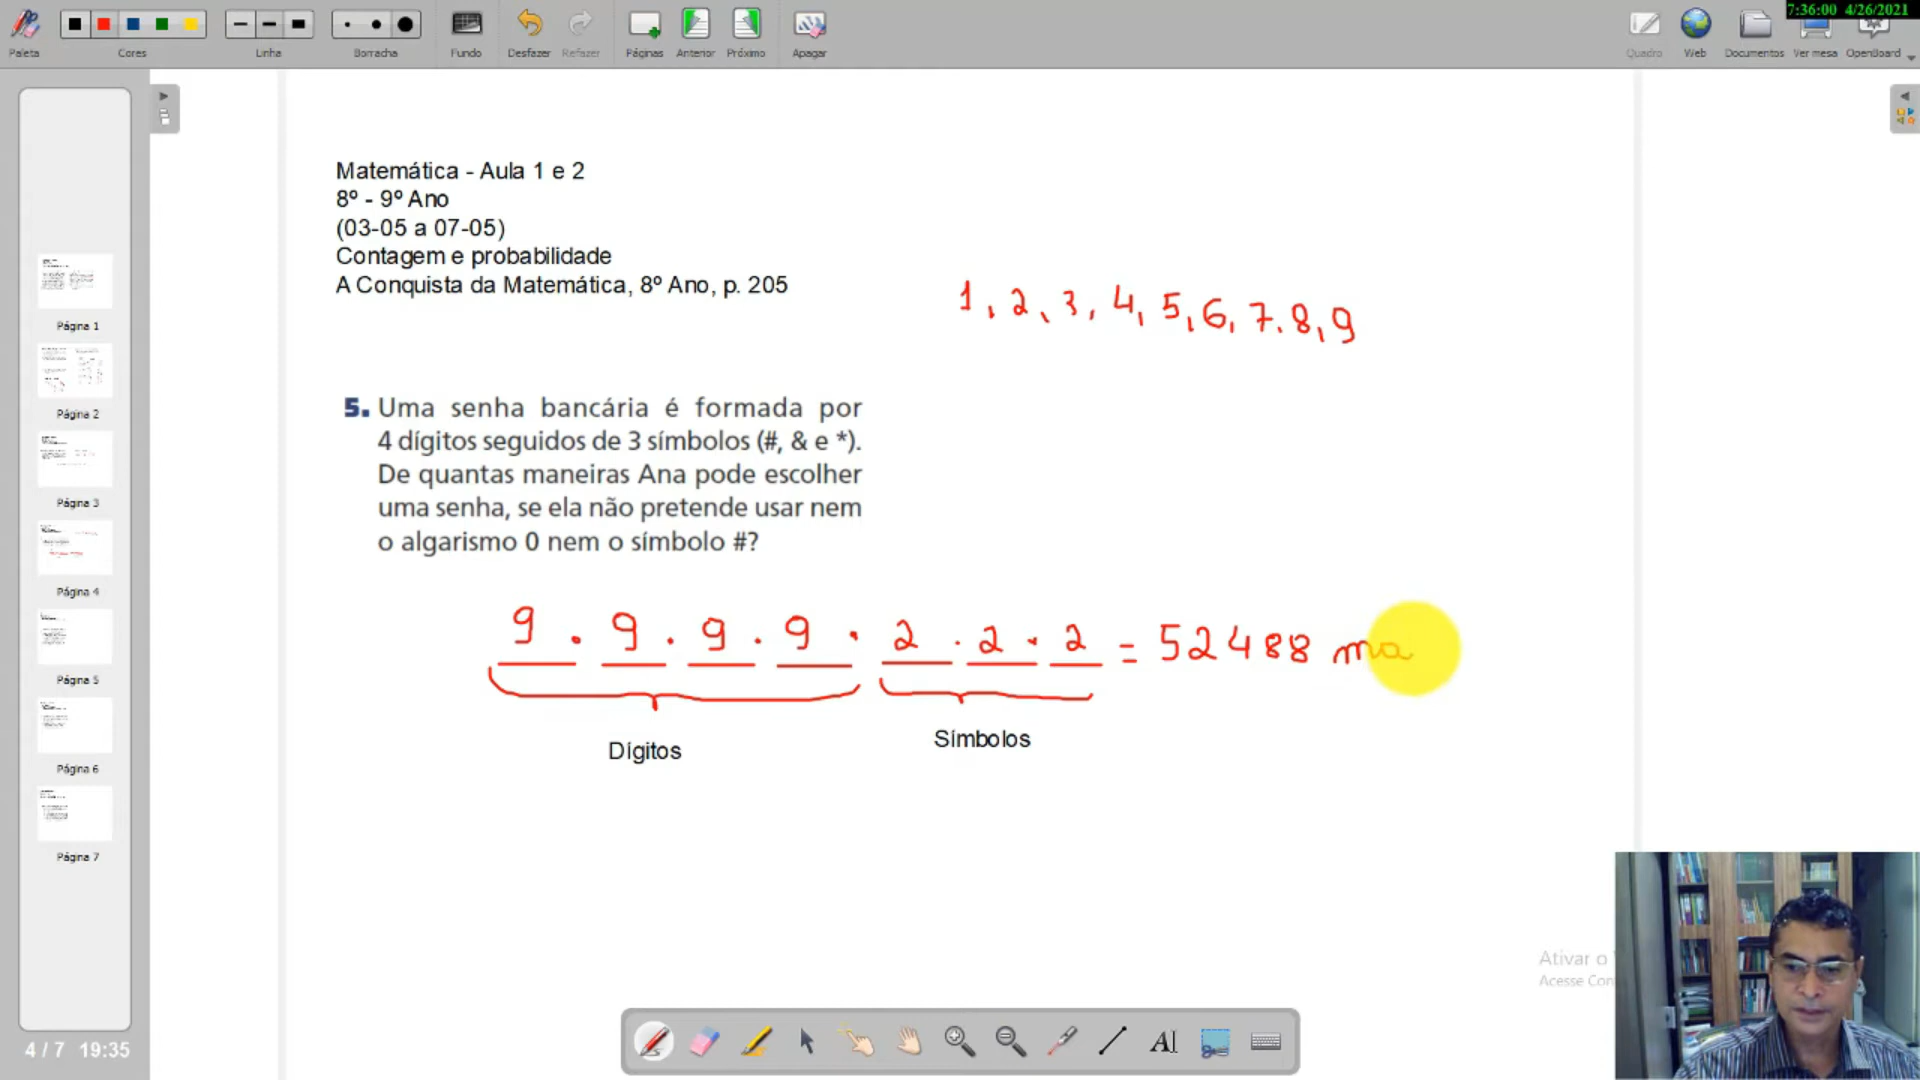 7:36:00 4/26/2021
Paleta
Cores
Linha
Borracha
Fundo
Desfazer
Refazer
Páginas
Anterior
Próximo
Apagar
Quadro
Web
Documentos
Ver mesa
OpenBoard
Matemática - Aula 1 e 2
8º - 9º Ano
(03-05 a 07-05)
Contagem e probabilidade
A Conquista da Matemática, 8º Ano, p. 205
1, 2, 3, 4, 5, 6, 7, 8, 9
5. Uma senha bancária é formada por
4 dígitos seguidos de 3 símbolos (#, & e *).
De quantas maneiras Ana pode escolher
uma senha, se ela não pretende usar nem
o algarismo 0 nem o símbolo #?
9 . 9 . 9 . 9 . 2 . 2 . 2 = 52488 ma
Dígitos
Símbolos
Página 1
Página 2
Página 3
Página 4
Página 5
Página 6
Página 7
4 / 7 19:35
Ativar o
Acesse Con
AI